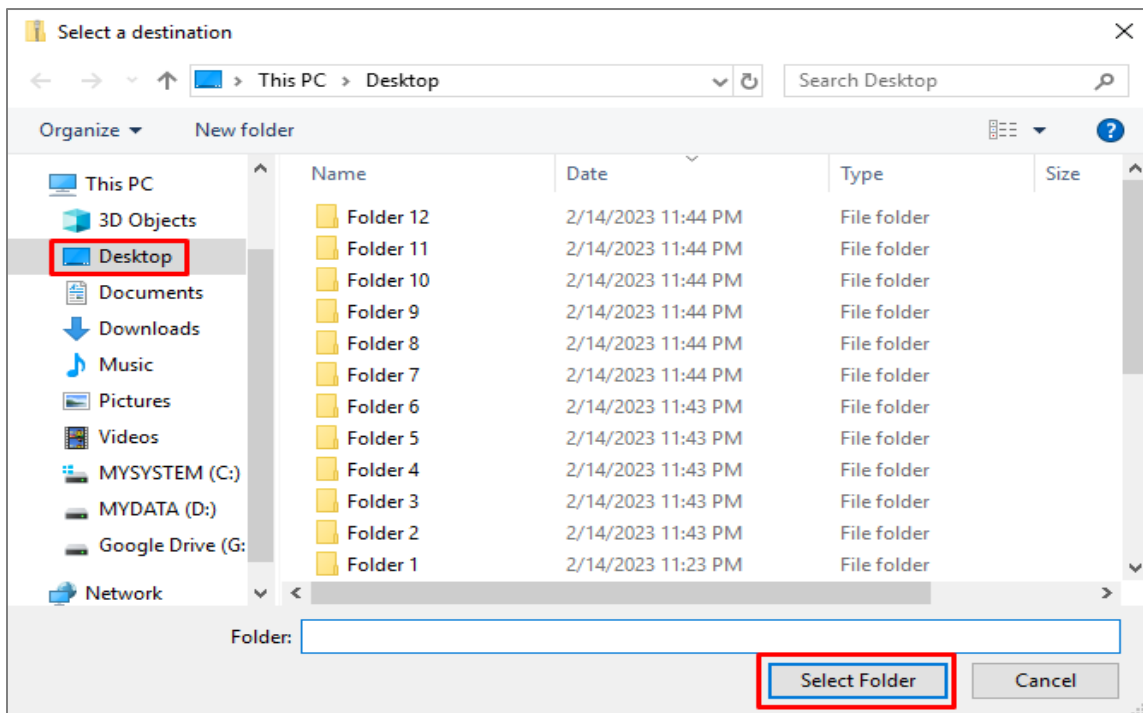 Select a destination
This PC > Desktop
Search Desktop
Organize
New folder
?
This PC
3D Objects
Desktop
Documents
Downloads
Music
Pictures
Videos
MYSYSTEM (C:)
MYDATA (D:)
Google Drive (G:
Network
Name Date Type Size
Folder 12 2/14/2023 11:44 PM File folder
Folder 11 2/14/2023 11:44 PM File folder
Folder 10 2/14/2023 11:44 PM File folder
Folder 9 2/14/2023 11:44 PM File folder
Folder 8 2/14/2023 11:44 PM File folder
Folder 7 2/14/2023 11:44 PM File folder
Folder 6 2/14/2023 11:43 PM File folder
Folder 5 2/14/2023 11:43 PM File folder
Folder 4 2/14/2023 11:43 PM File folder
Folder 3 2/14/2023 11:43 PM File folder
Folder 2 2/14/2023 11:43 PM File folder
Folder 1 2/14/2023 11:23 PM File folder
Folder:
Select Folder
Cancel